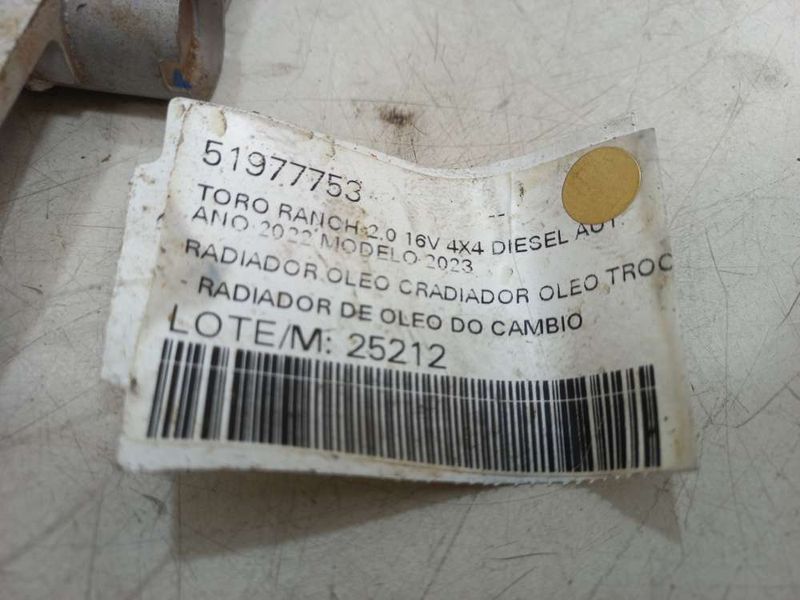 51977753
TORO RANCH 2.0 16V 4X4 DIESEL AUT.
ANO 2022 MODELO 2023
RADIADOR OLEO CRADIADOR OLEO TROC
- RADIADOR DE OLEO DO CAMBIO
LOTE/M: 25212